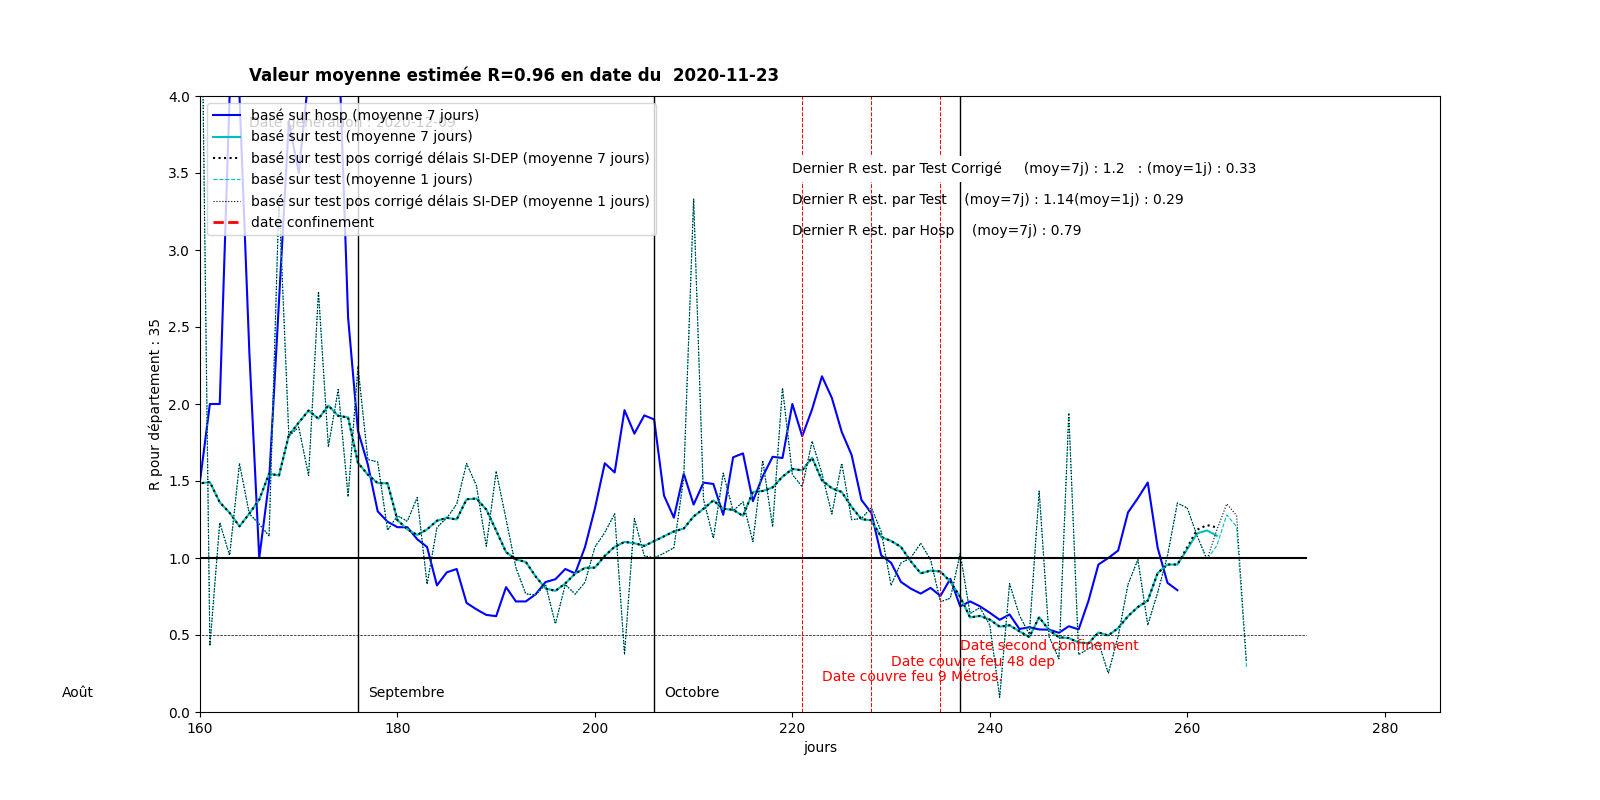 Valeur moyenne estimée R=0.96 en date du  2020-11-23
basé sur hosp (moyenne 7 jours)
Date génération : 2020-12-09
basé sur test (moyenne 7 jours)
basé sur test pos corrigé délais SI-DEP (moyenne 7 jours)
basé sur test (moyenne 1 jours)
basé sur test pos corrigé délais SI-DEP (moyenne 1 jours)
date confinement
Dernier R est. par Test Corrigé (moy=7j) : 1.2 : (moy=1j) : 0.33
Dernier R est. par Test (moy=7j) : 1.14(moy=1j) : 0.29
Dernier R est. par Hosp (moy=7j) : 0.79
R pour département : 35
4.0
3.5
3.0
2.5
2.0
1.5
1.0
0.5
0.0
Date second confinement
Date couvre feu 48 dep
Date couvre feu 9 Métros.
Août
Septembre
Octobre
160 180 200 220 240 260 280
jours